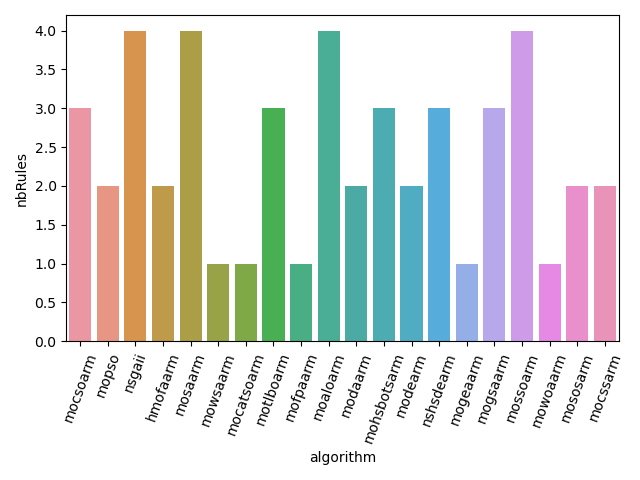 nbRules
4.0
3.5
3.0
2.5
2.0
1.5
1.0
0.5
0.0
mocsoarm
mopso
nsgaii
hmofaarm
mosaarm
mowsaarm
mocatsoarm
motlboarm
mofpaarm
moaloarm
modaarm
mohsbotsarm
modearm
nshsdearm
mogeaarm
mogsaarm
mossoarm
mowoaarm
mososarm
mocssarm
algorithm